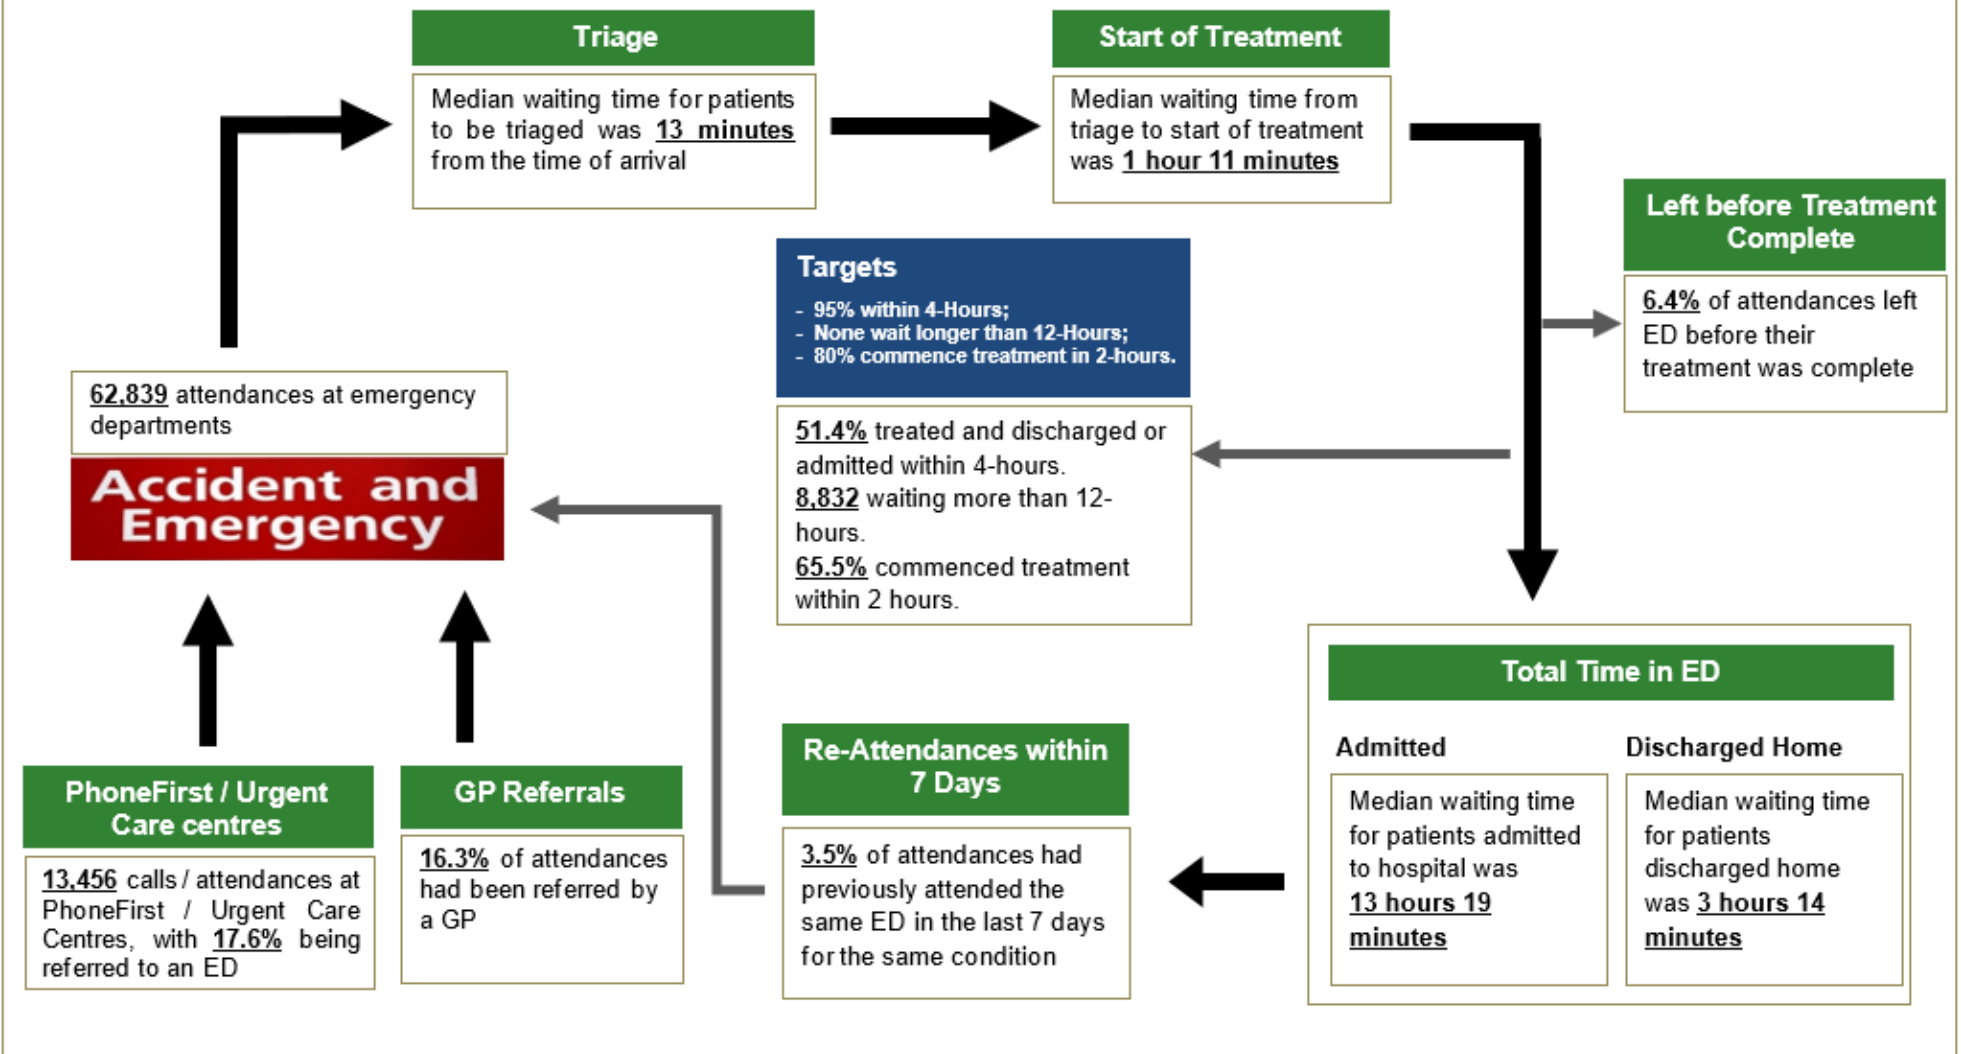 Triage
Median waiting time for patients
to be triaged was 13 minutes
from the time of arrival
Start of Treatment
Median waiting time from
triage to start of treatment
was 1 hour 11 minutes
Left before Treatment
Complete
6.4% of attendances left
ED before their
treatment was complete
Targets
- 95% within 4-Hours;
- None wait longer than 12-Hours;
- 80% commence treatment in 2-hours.
51.4% treated and discharged or
admitted within 4-hours.
8,832 waiting more than 12-
hours.
65.5% commenced treatment
within 2 hours.
62,839 attendances at emergency
departments
Accident and
Emergency
PhoneFirst / Urgent
Care centres
13,456 calls / attendances at
PhoneFirst / Urgent Care
Centres, with 17.6% being
referred to an ED
GP Referrals
16.3% of attendances
had been referred by
a GP
Re-Attendances within
7 Days
3.5% of attendances had
previously attended the
same ED in the last 7 days
for the same condition
Total Time in ED
Admitted
Median waiting time
for patients admitted
to hospital was
13 hours 19
minutes
Discharged Home
Median waiting time
for patients
discharged home
was 3 hours 14
minutes